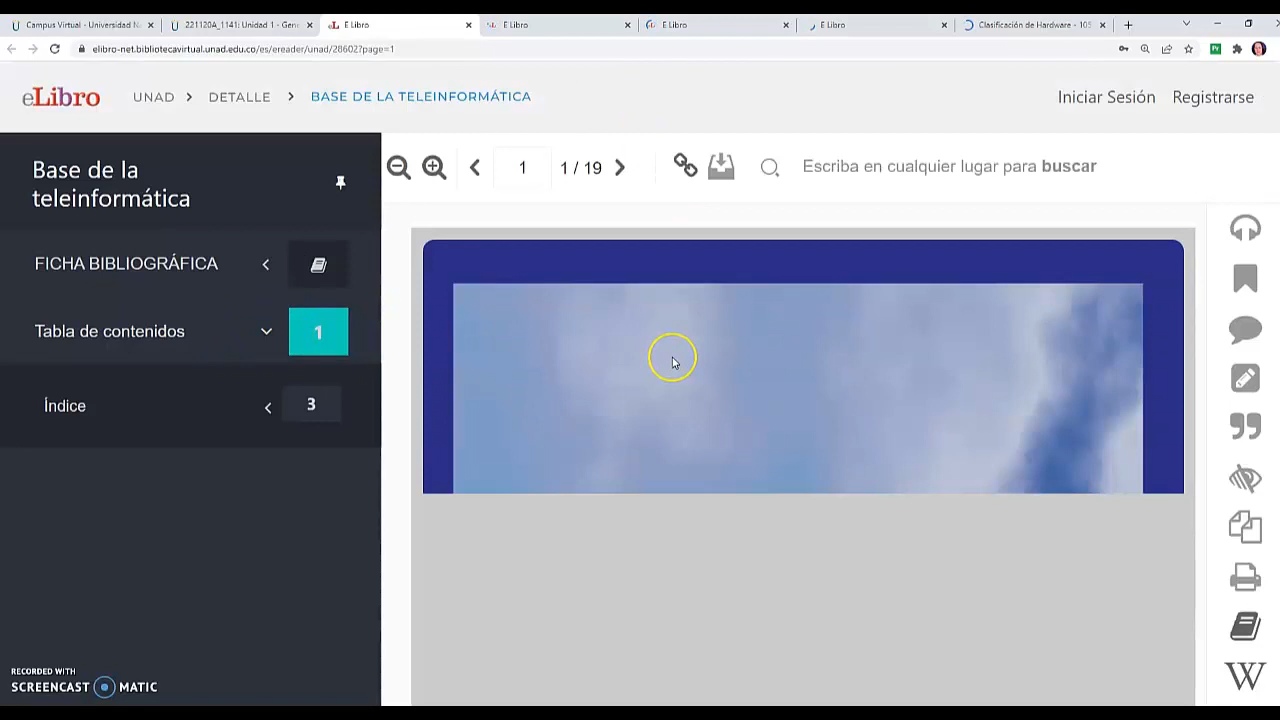 Campus Virtual - Universidad N
221120A_1141: Unidad 1 - Gene
E Libro
E Libro
E Libro
E Libro
Clasificación de Hardware - 105
elibro-net.bibliotecavirtual.unad.edu.co/es/ereader/unad/28602?page=1
eLibro
UNAD
DETALLE
BASE DE LA TELEINFORMÁTICA
Iniciar Sesión
Registrarse
Base de la
teleinformática
1
1 / 19
Escriba en cualquier lugar para buscar
FICHA BIBLIOGRÁFICA
Tabla de contenidos
1
Índice
3
RECORDED WITH
SCREENCAST MATIC
W